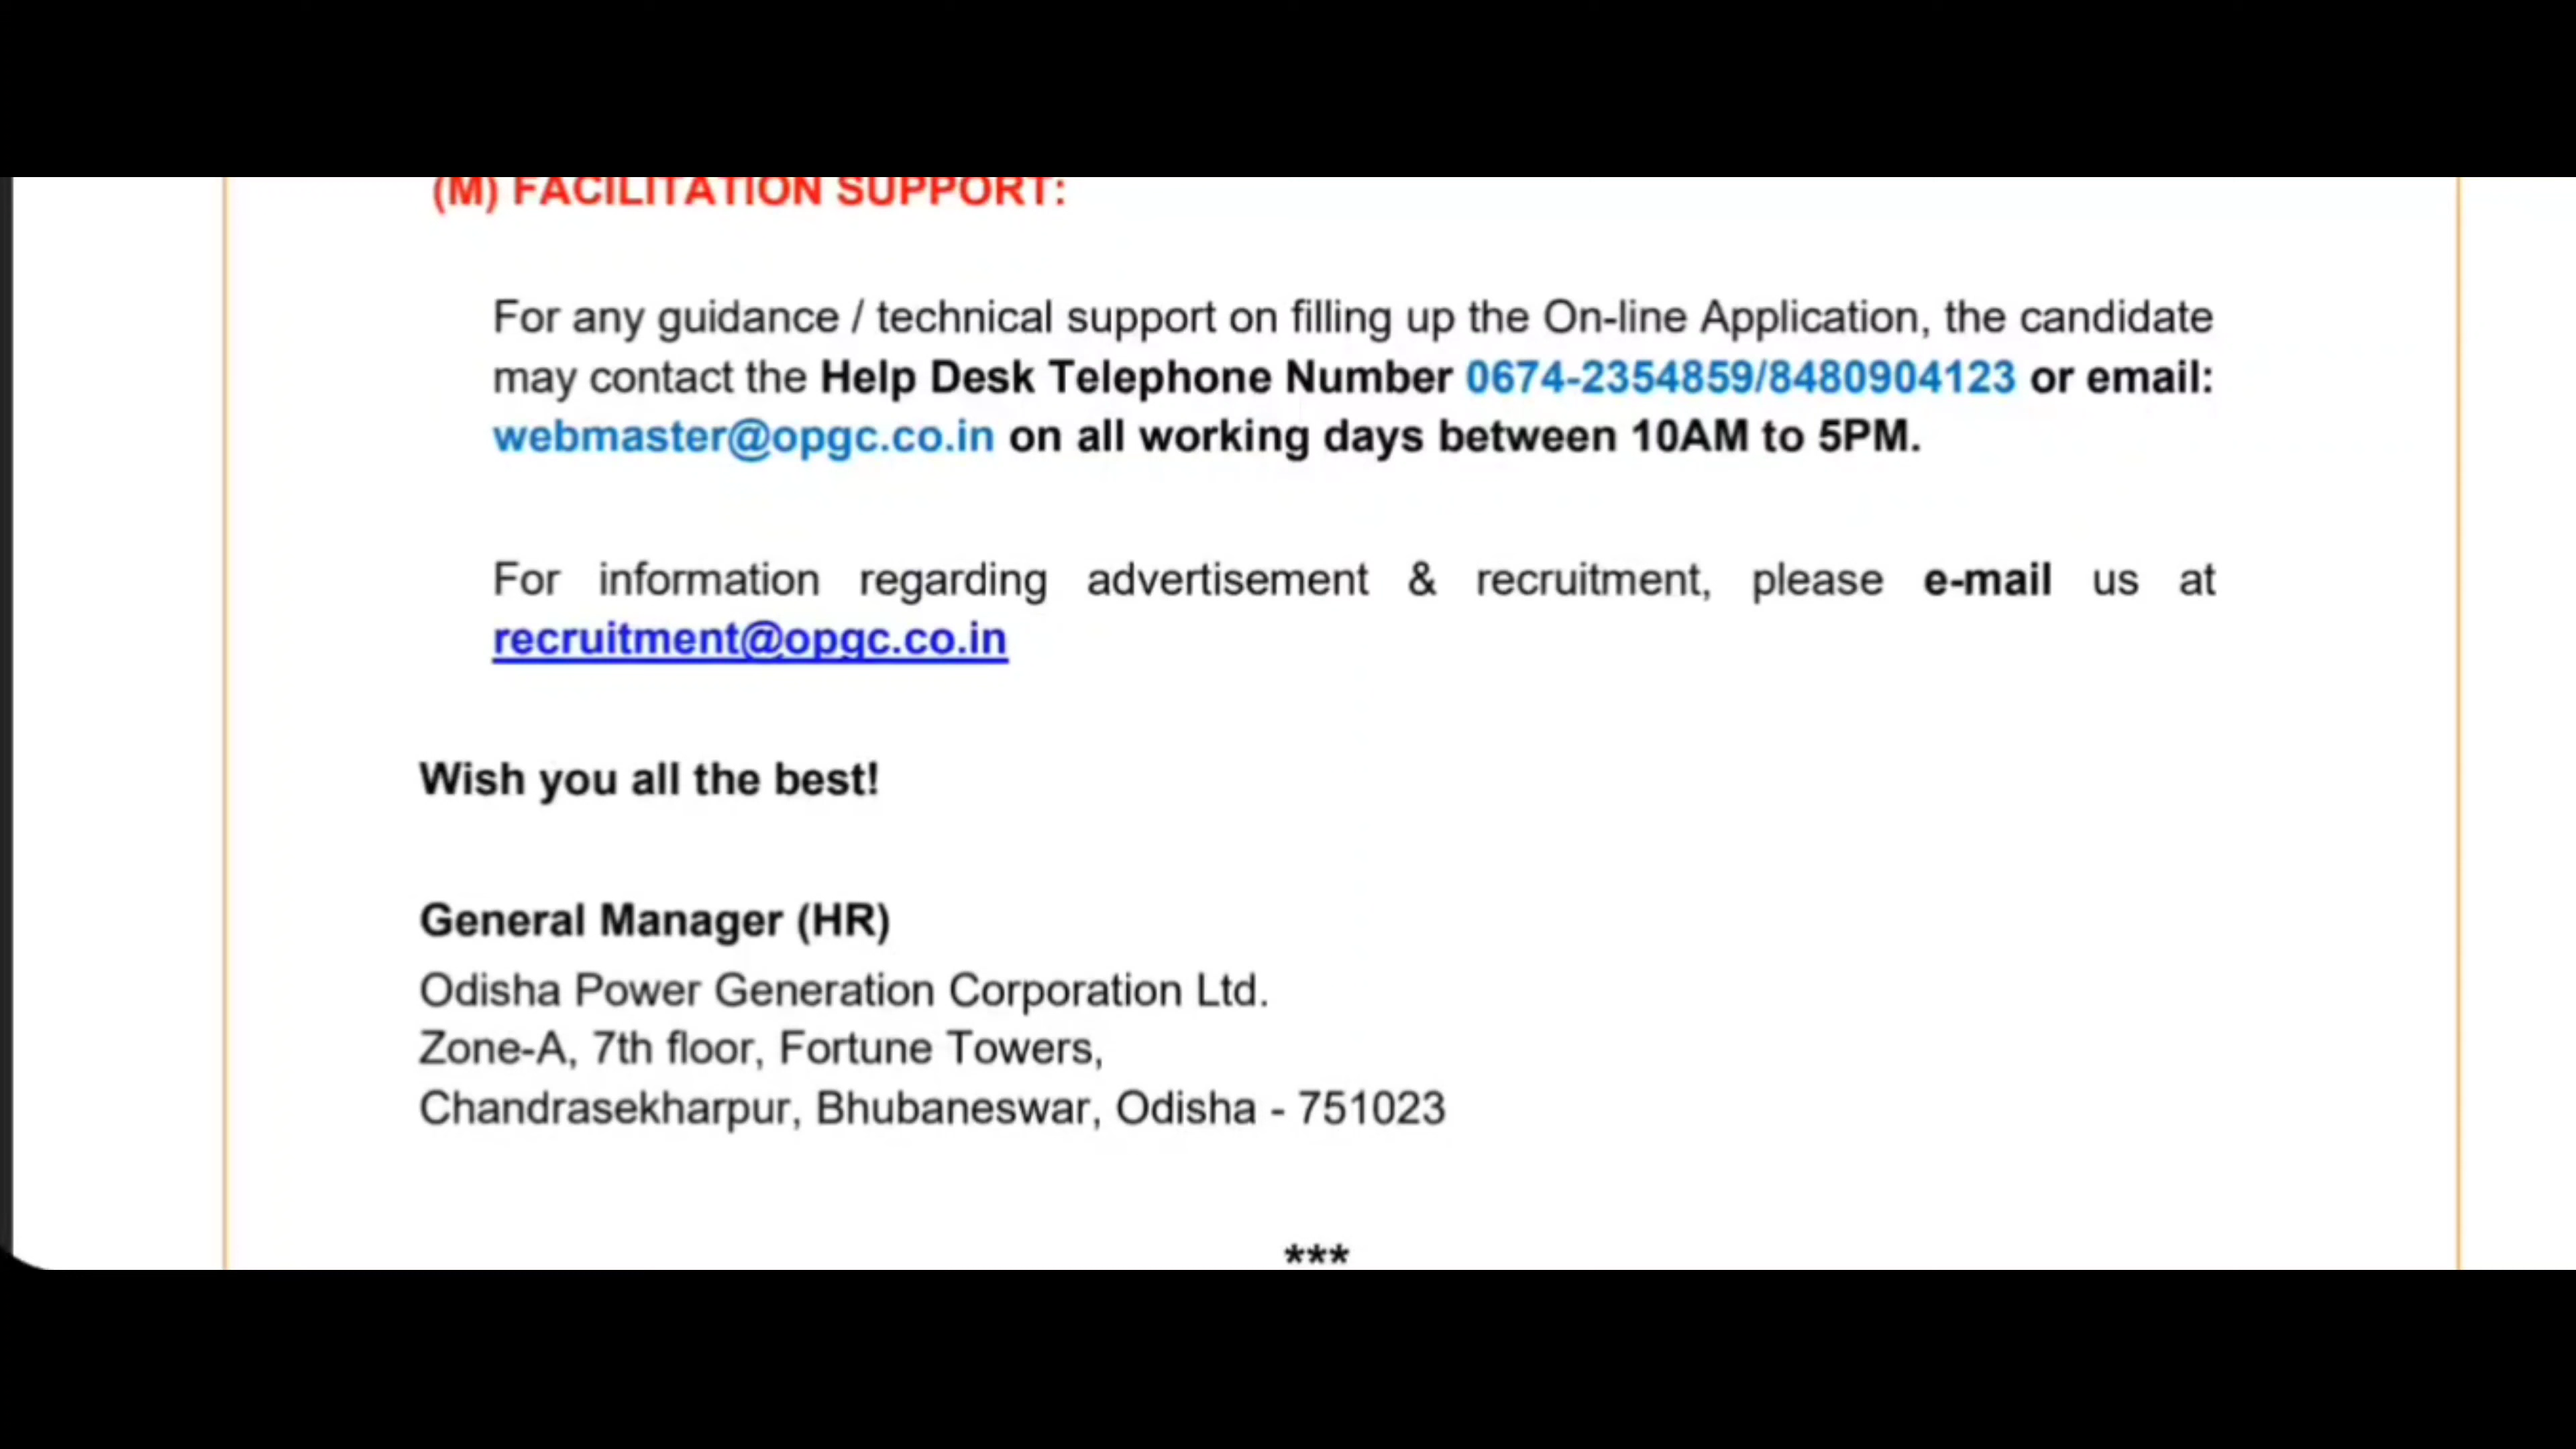 (M) FACILITATION SUPPORT:
For any guidance / technical support on filling up the On-line Application, the candidate
may contact the Help Desk Telephone Number 0674-2354859/8480904123 or email:
webmaster@opgc.co.in on all working days between 10AM to 5PM.
For information regarding advertisement & recruitment, please e-mail us at
recruitment@opgc.co.in
Wish you all the best!
General Manager (HR)
Odisha Power Generation Corporation Ltd.
Zone-A, 7th floor, Fortune Towers,
Chandrasekharpur, Bhubaneswar, Odisha - 751023
***